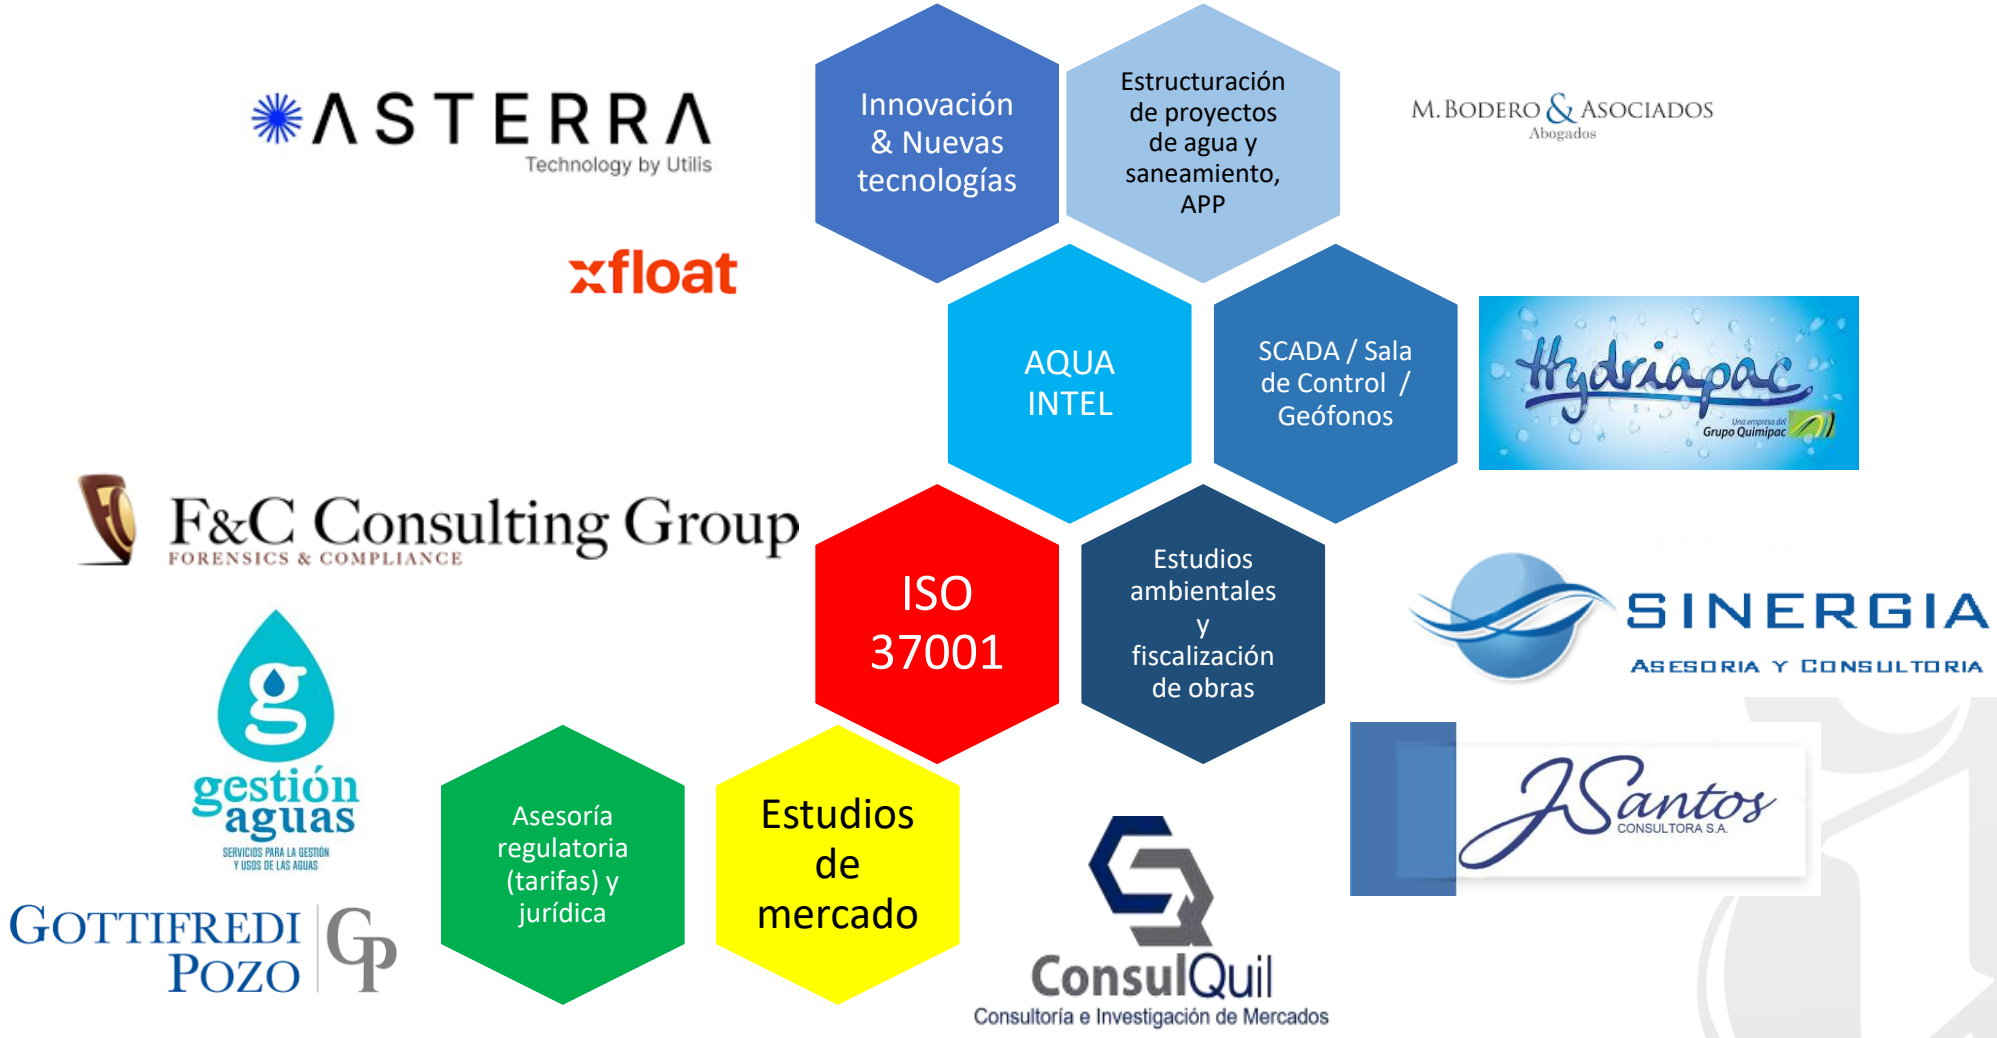 ASTERRA
Technology by Utilis
Innovación
& Nuevas
tecnologías
Estructuración
de proyectos
de agua y
saneamiento,
APP
M. BODERO & ASOCIADOS
Abogados
xfloat
AQUA
INTEL
SCADA / Sala
de Control /
Geófonos
Hydriapac
Una empresa del
Grupo Quimipac
F&C Consulting Group
FORENSICS & COMPLIANCE
ISO
37001
Estudios
ambientales
y
fiscalización
de obras
SINERGIA
ASESORIA Y CONSULTORIA
g
gestión
aguas
SERVICIOS PARA LA GESTIÓN
Y USOS DE LAS AGUAS
Asesoría
regulatoria
(tarifas) y
jurídica
Estudios
de
mercado
JSantos
CONSULTORA S.A.
GOTTIFREDI
POZO
GP
ConsulQuil
Consultoría e Investigación de Mercados